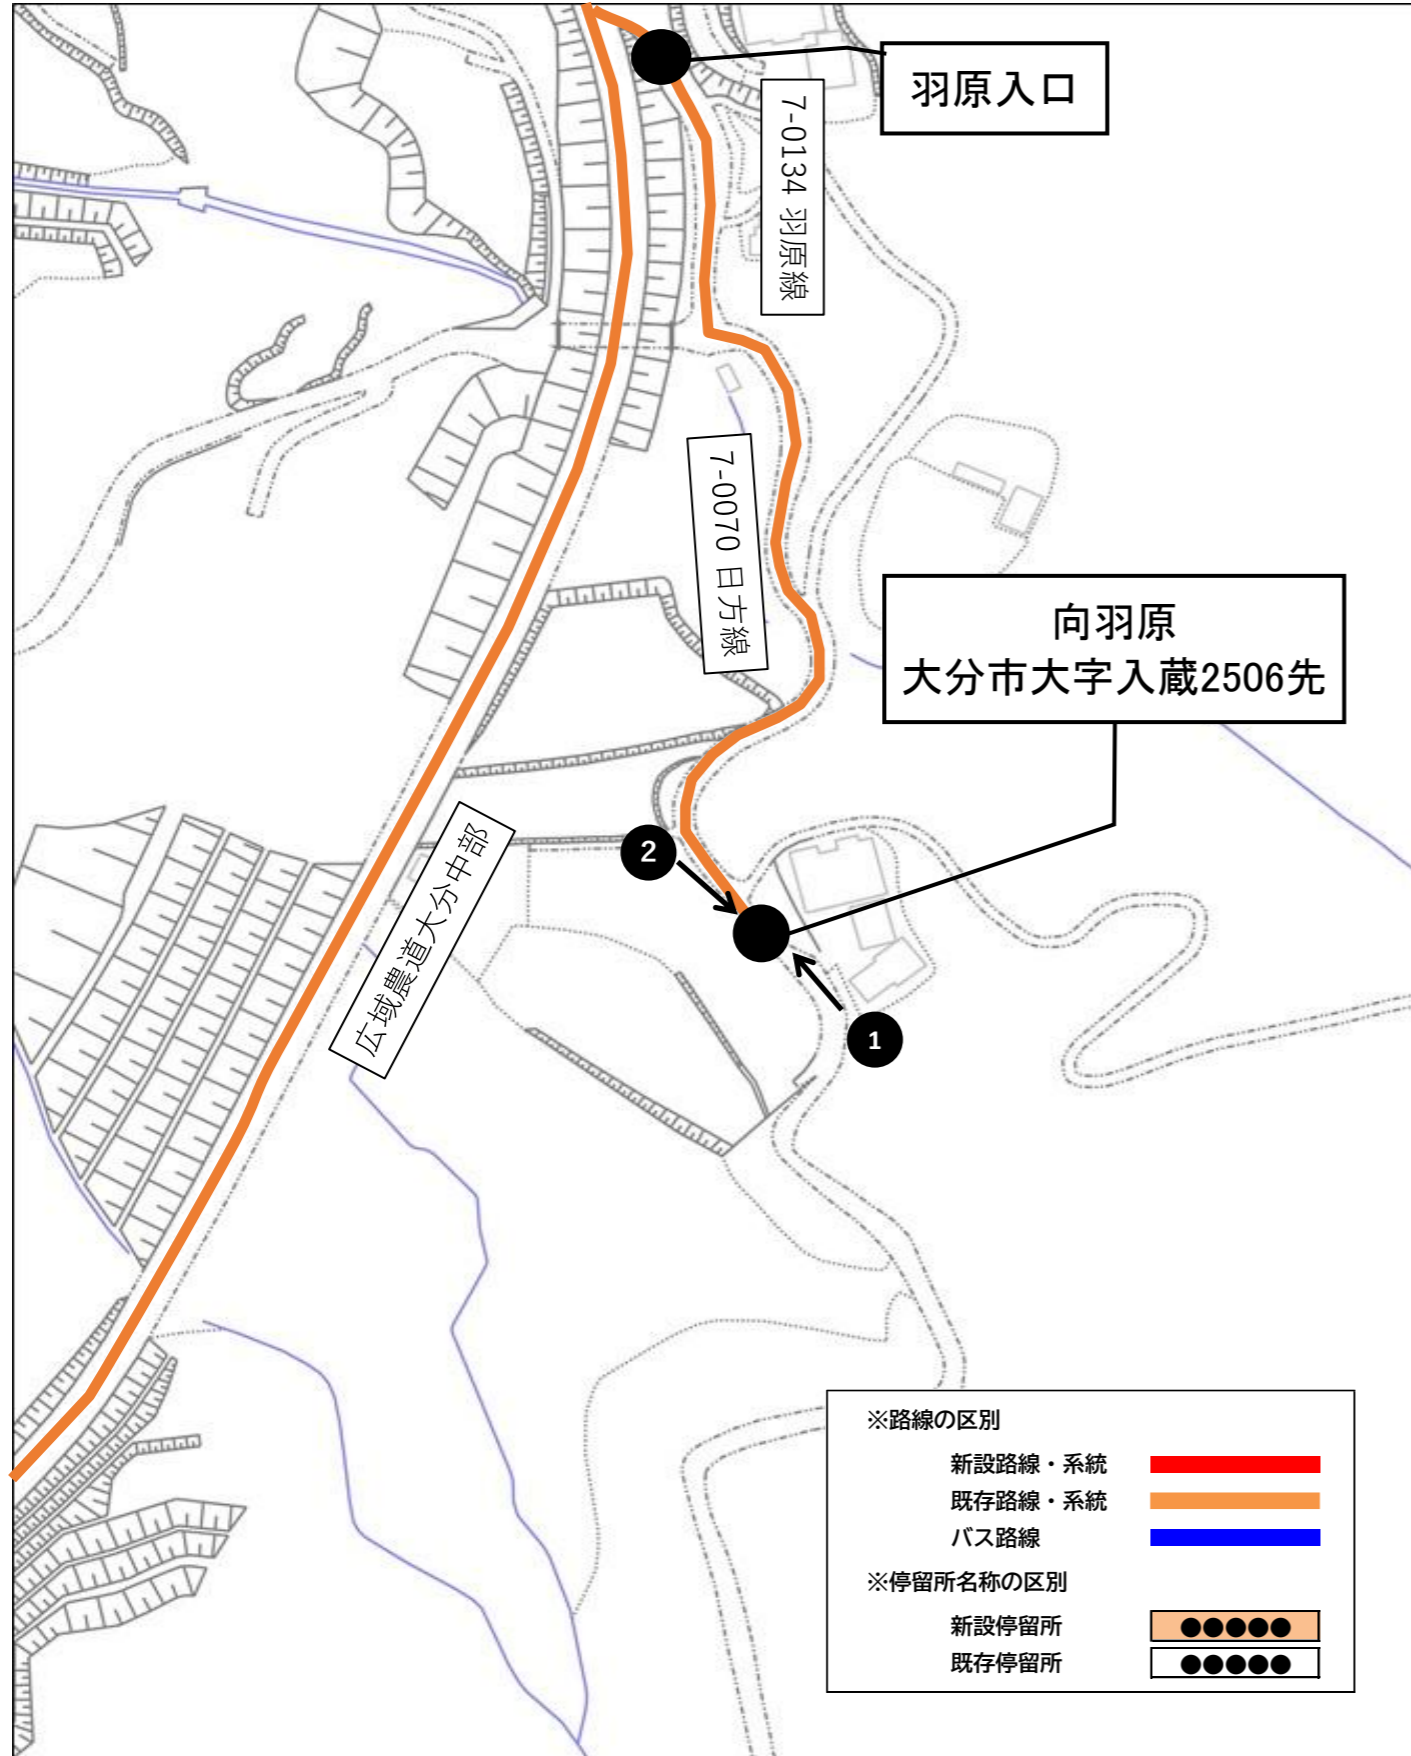 羽原入口
7-0134 羽原線
7-0070 日方線
向羽原
大分市大字入蔵2506先
広域農道大分中部
2
1
※路線の区別
新設路線・系統
既存路線・系統
バス路線
※停留所名称の区別
新設停留所 ●●●●●
既存停留所 ●●●●●